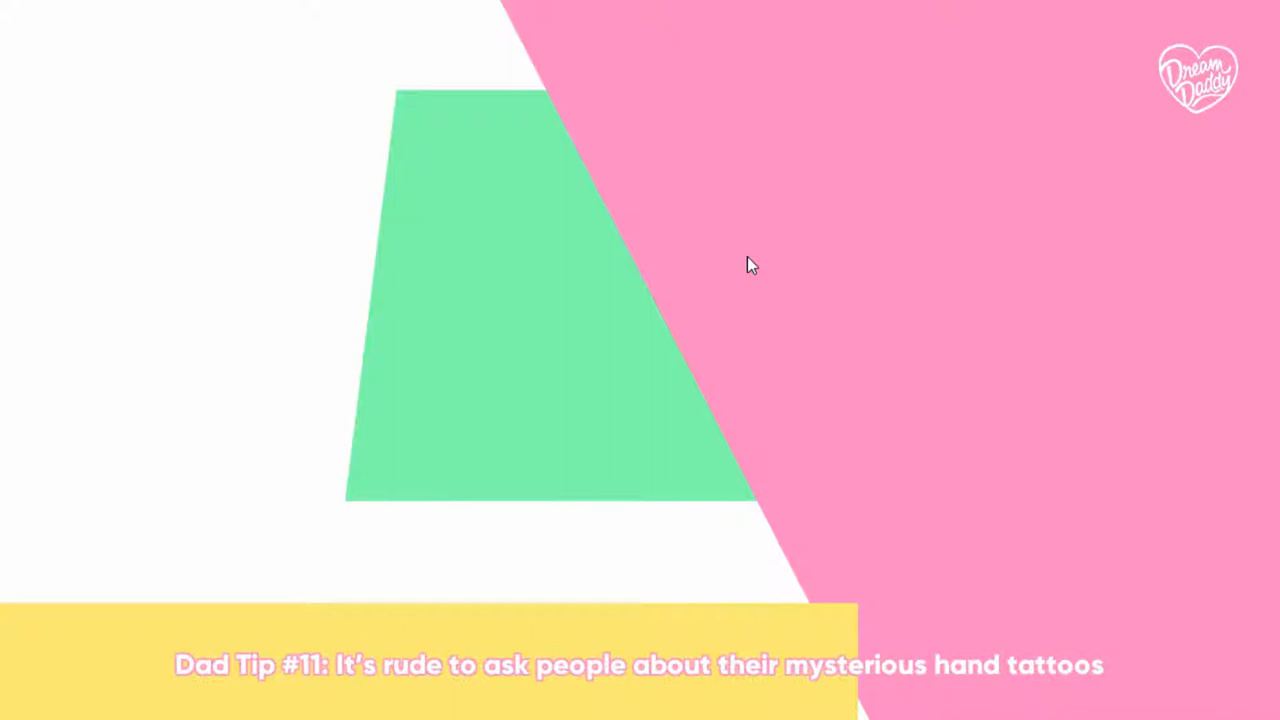 Dream
Daddy
Dad Tip #11: It's rude to ask people about their mysterious hand tattoos